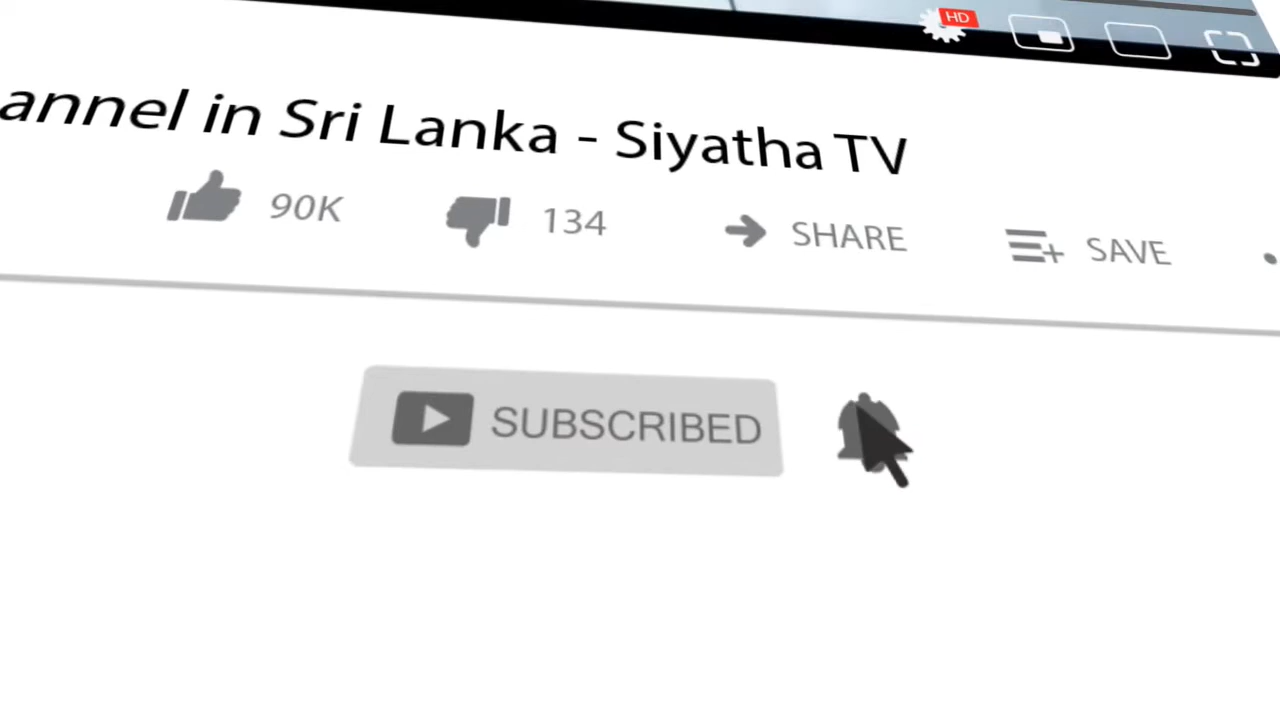 HD
annel in Sri Lanka - Siyatha TV
90K 134 SHARE SAVE
SUBSCRIBED